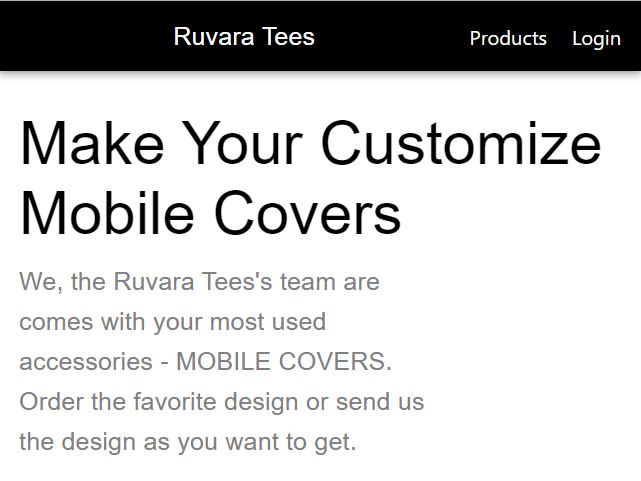 Ruvara Tees Products Login
Make Your Customize
Mobile Covers
We, the Ruvara Tees's team are
comes with your most used
accessories - MOBILE COVERS.
Order the favorite design or send us
the design as you want to get.